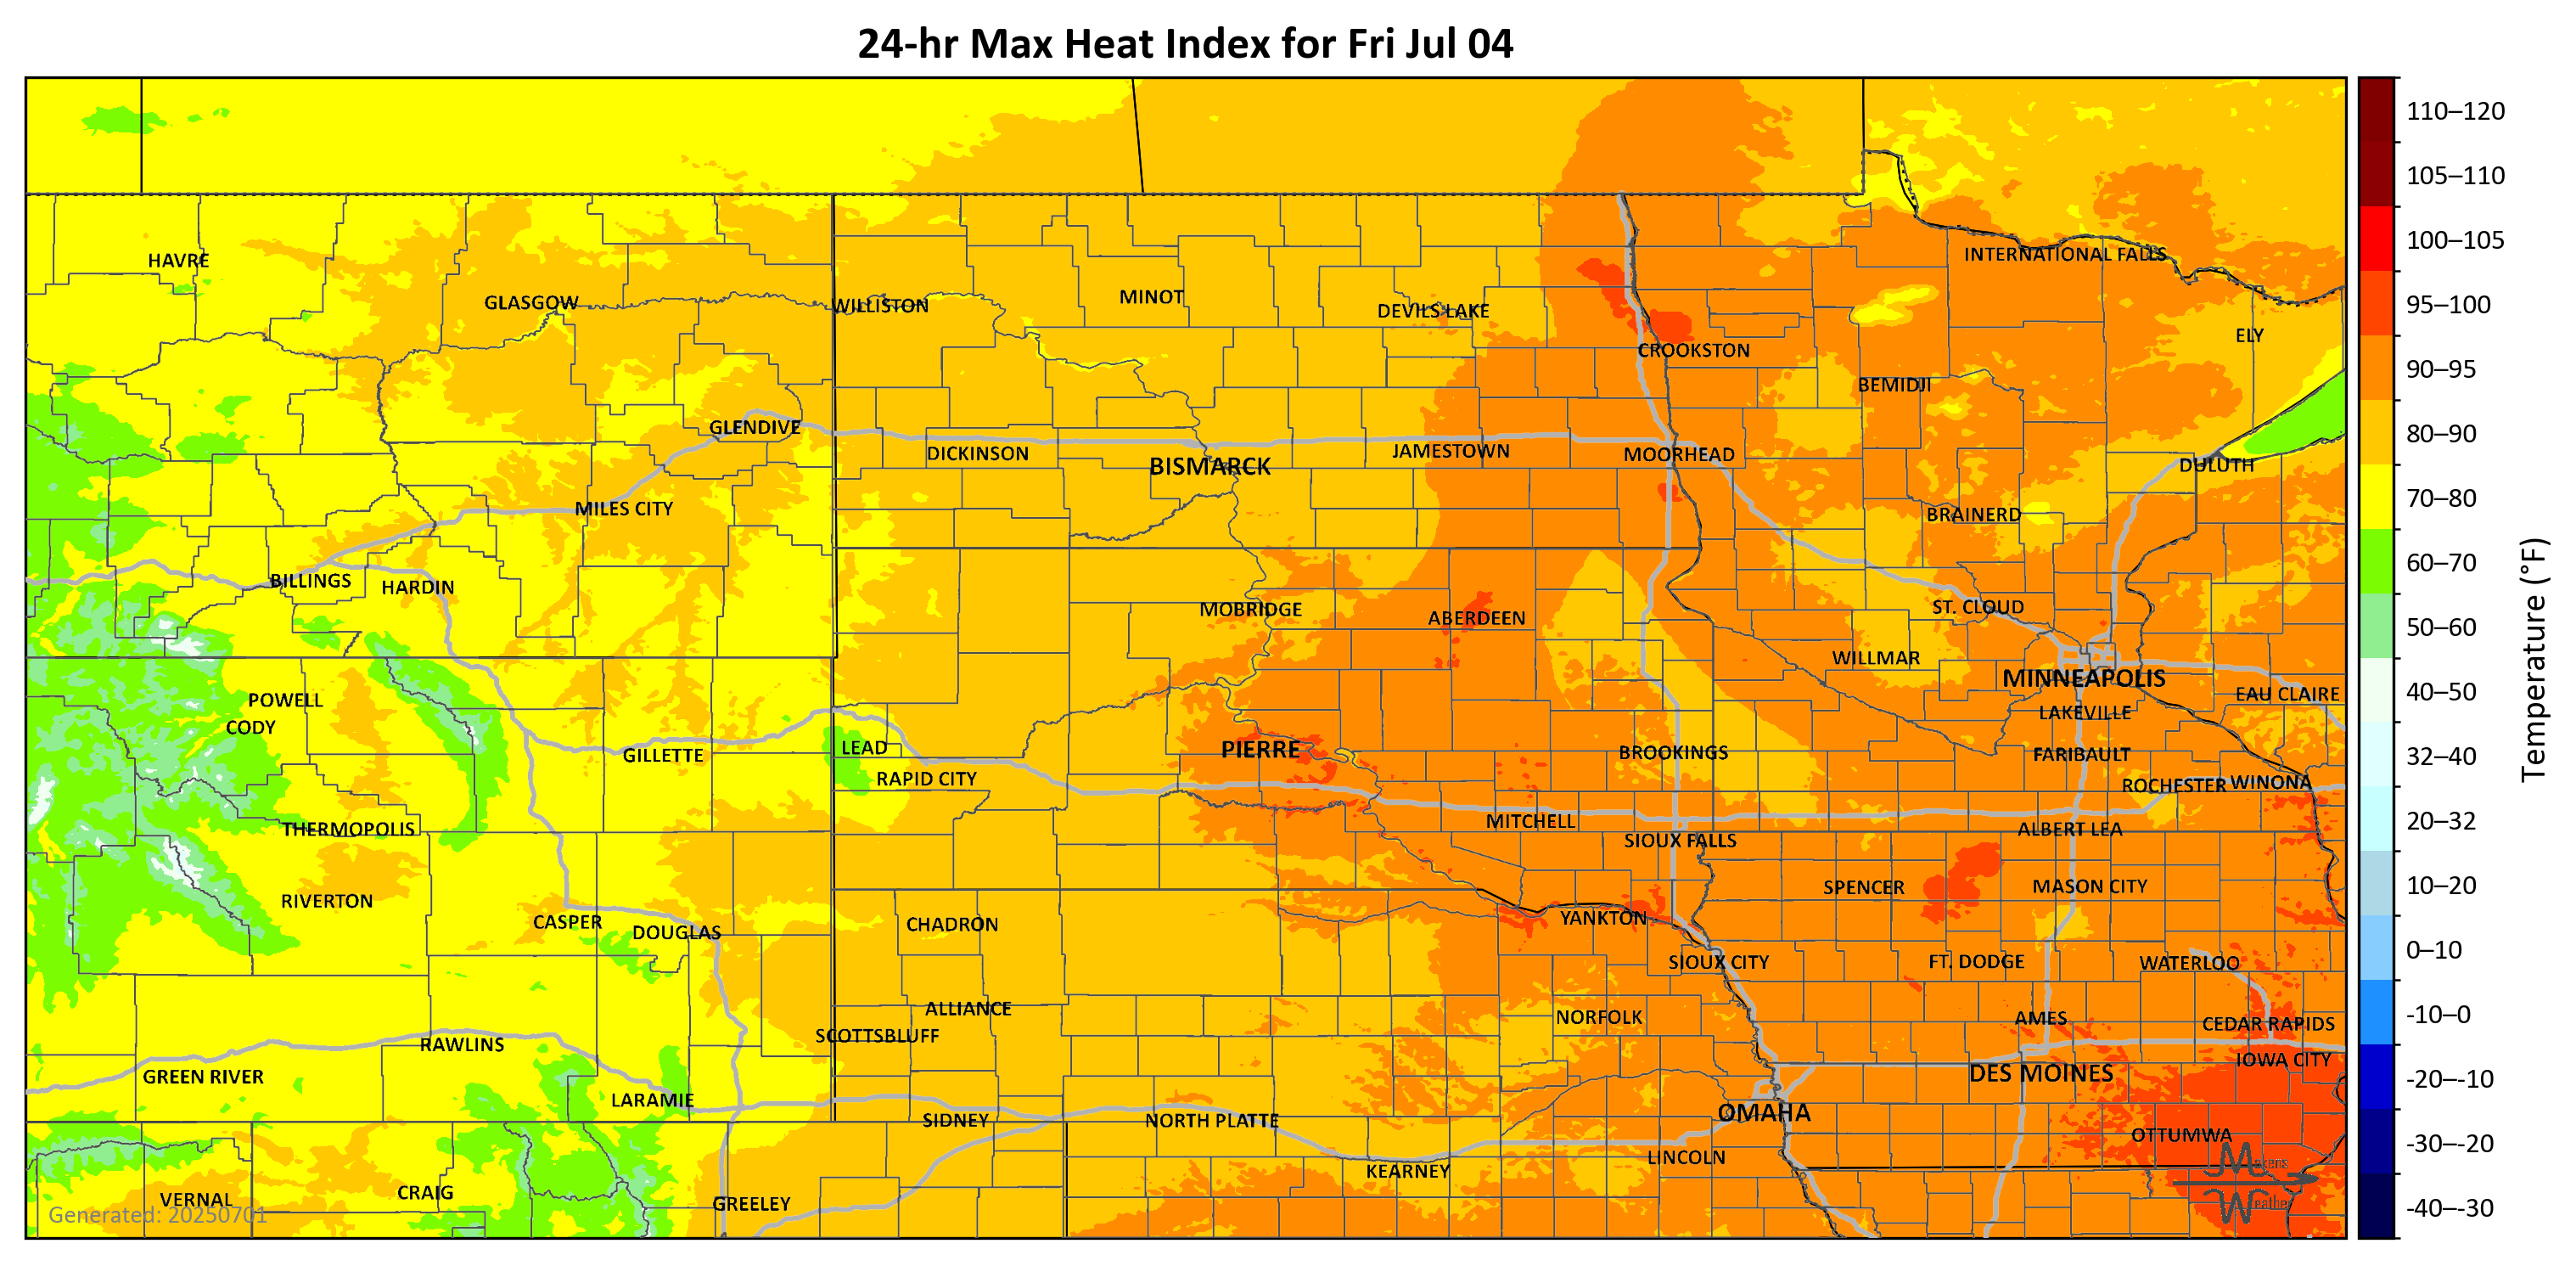 24-hr Max Heat Index for Fri Jul 04
110–120
105–110
100–105
95–100
90–95
80–90
70–80
60–70
50–60
40–50
32–40
20–32
10–20
0–10
-10–0
-20–-10
-30–-20
-40–-30
Temperature (°F)
HAVRE
INTERNATIONAL FALLS
GLASGOW
WILLISTON
MINOT
DEVILS LAKE
ELY
CROOKSTON
BEMIDJI
GLENDIVE
DICKINSON
BISMARCK
JAMESTOWN
MOORHEAD
DULUTH
MILES CITY
BRAINERD
BILLINGS
HARDIN
MOBRIDGE
ABERDEEN
ST. CLOUD
WILLMAR
MINNEAPOLIS
EAU CLAIRE
POWELL
CODY
LAKEVILLE
GILLETTE
LEAD
RAPID CITY
PIERRE
BROOKINGS
FARIBAULT
ROCHESTER
WINONA
THERMOPOLIS
MITCHELL
SIOUX FALLS
ALBERT LEA
RIVERTON
SPENCER
MASON CITY
CASPER
DOUGLAS
CHADRON
YANKTON
SIOUX CITY
FT. DODGE
WATERLOO
ALLIANCE
SCOTTSBLUFF
NORFOLK
AMES
CEDAR RAPIDS
RAWLINS
IOWA CITY
GREEN RIVER
DES MOINES
LARAMIE
SIDNEY
NORTH PLATTE
OMAHA
OTTUMWA
LINCOLN
KEARNEY
VERNAL
CRAIG
GREELEY
Generated: 20250701
Makens
Weather